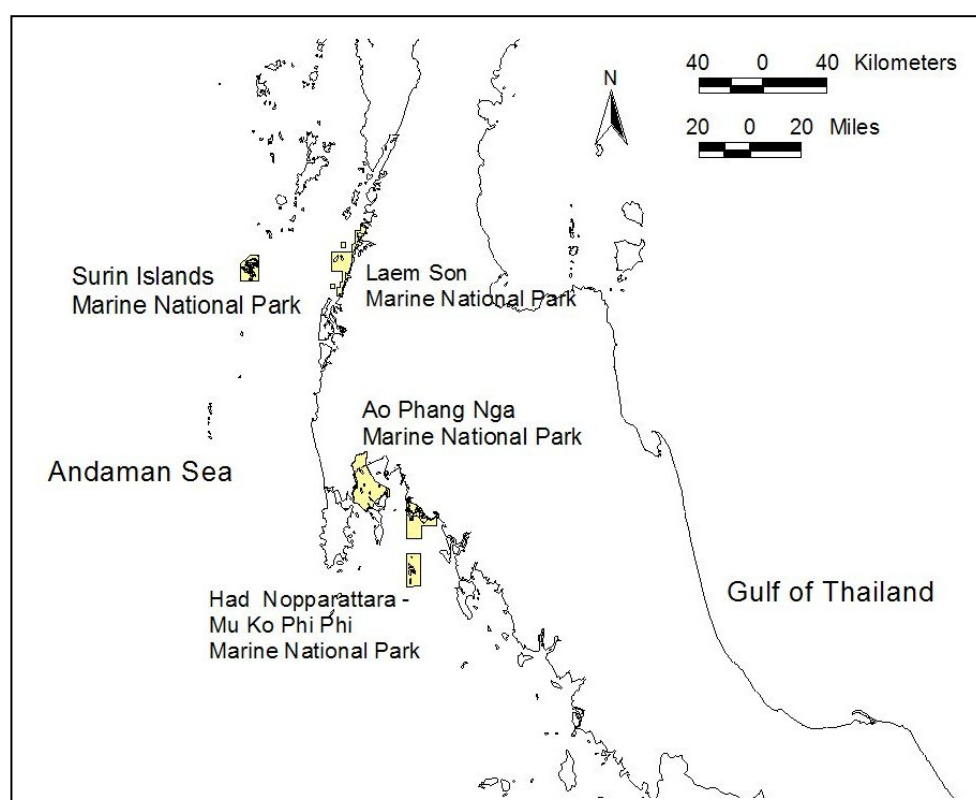 40 0 40 Kilometers
N
20 0 20 Miles
Surin Islands
Marine National Park
Laem Son
Marine National Park
Ao Phang Nga
Marine National Park
Andaman Sea
Had Nopparattara -
Mu Ko Phi Phi
Marine National Park
Gulf of Thailand